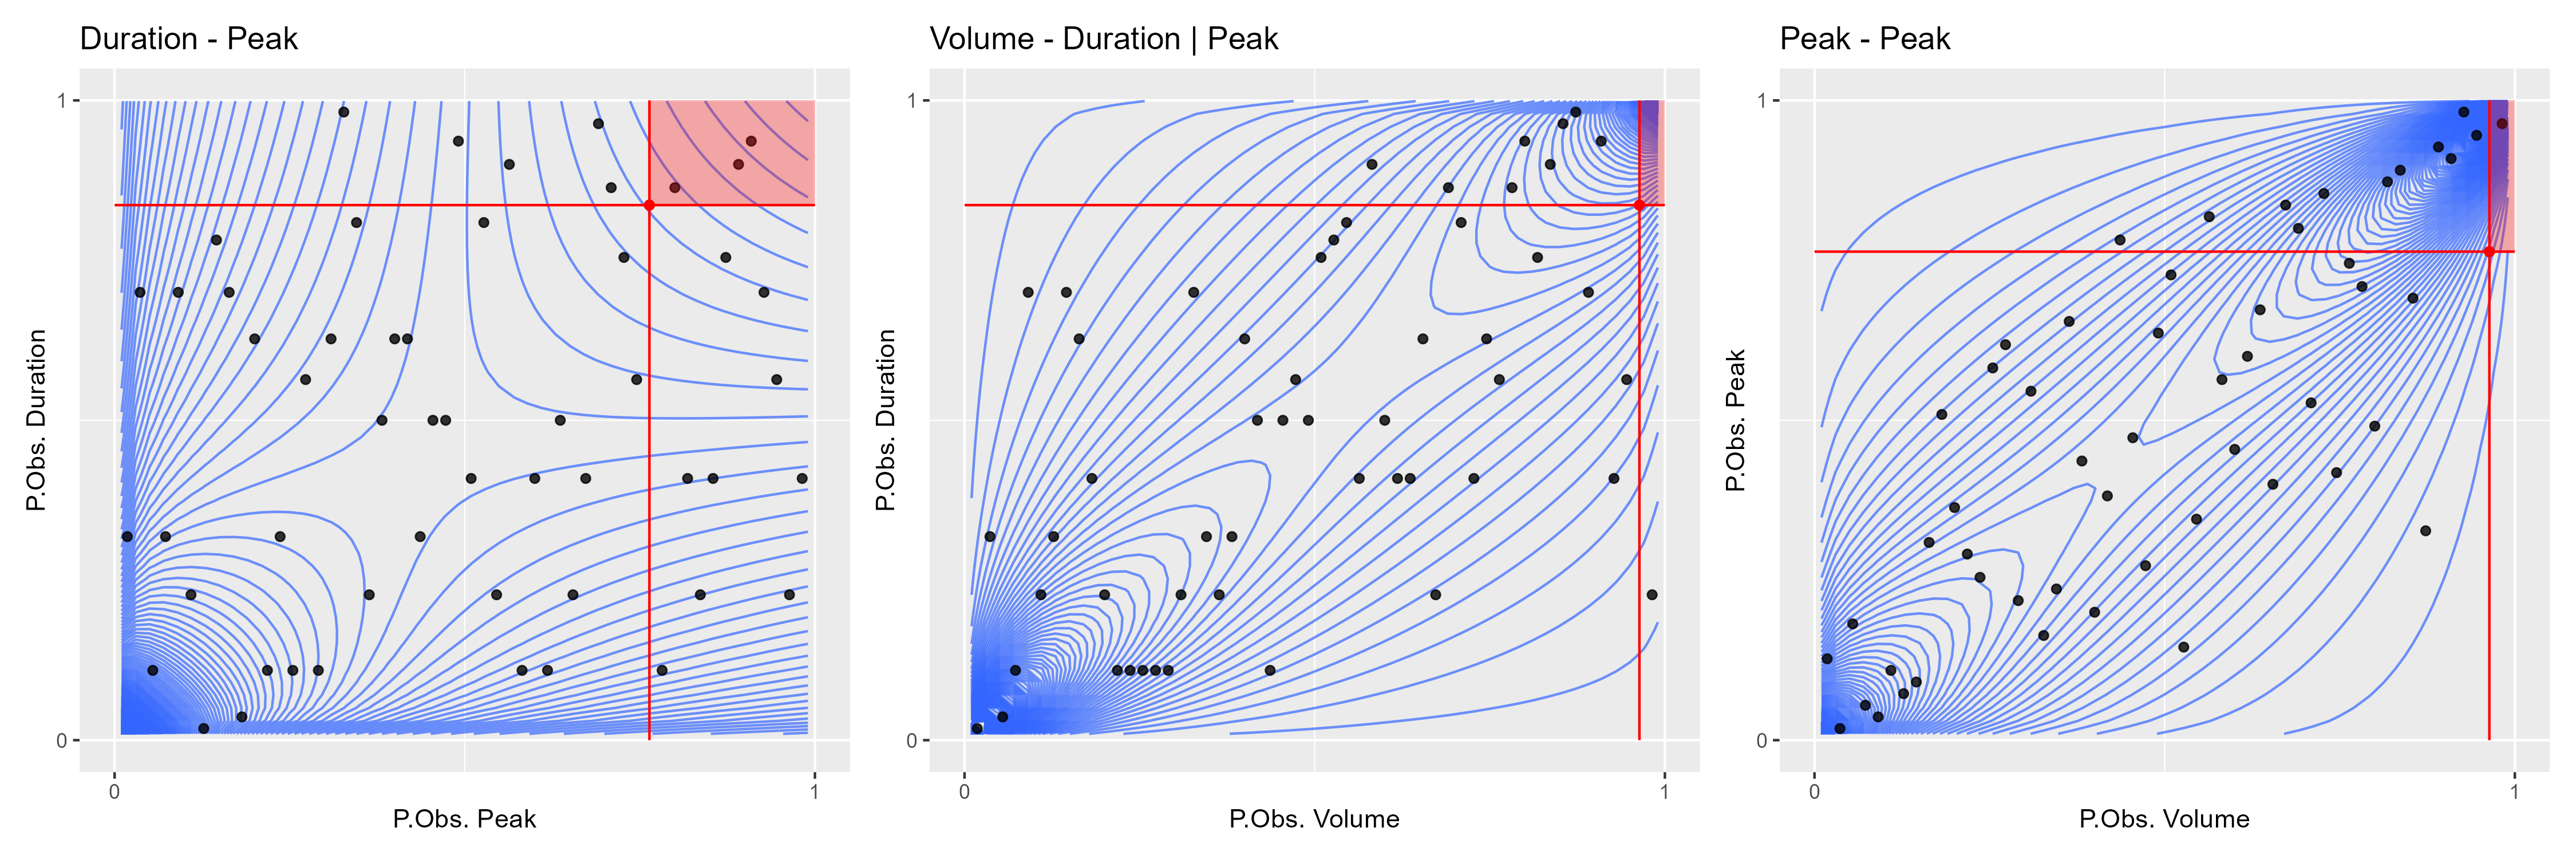 Duration - Peak
P.Obs. Duration
1
0
0
1
P.Obs. Peak
Volume - Duration | Peak
P.Obs. Duration
1
0
0
1
P.Obs. Volume
Peak - Peak
P.Obs. Peak
1
0
0
1
P.Obs. Volume